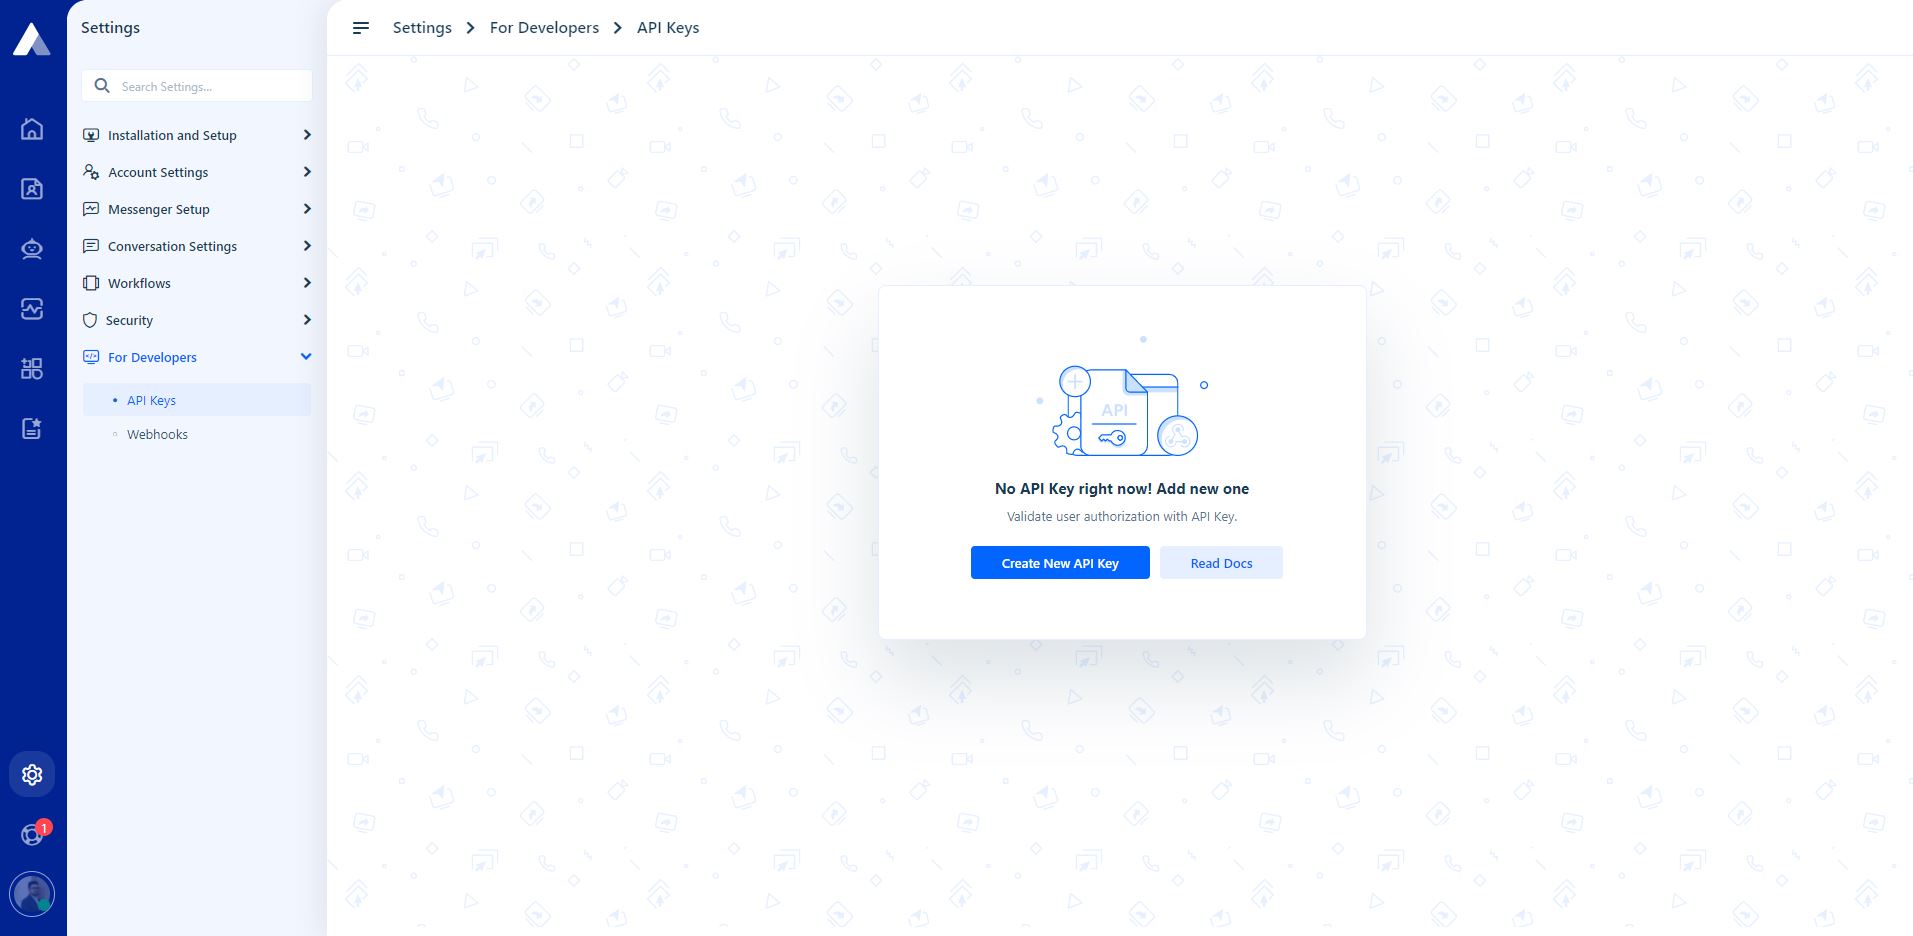 Settings
Search Settings...
Installation and Setup
Account Settings
Messenger Setup
Conversation Settings
Workflows
Security
For Developers
API Keys
Webhooks
1
Settings > For Developers > API Keys
API
No API Key right now! Add new one
Validate user authorization with API Key.
Create New API Key
Read Docs